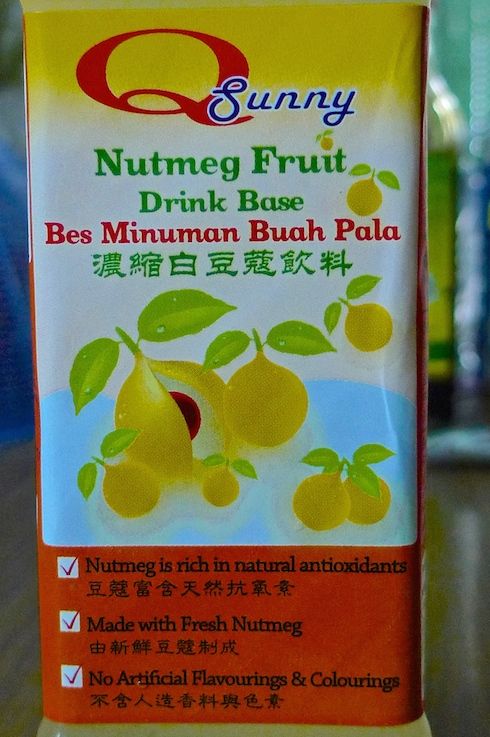 Q Sunny
Nutmeg Fruit
Drink Base
Bes Minuman Buah Pala
濃縮白豆蔻飲料
Nutmeg is rich in natural antioxidants
豆蔻富含天然抗氧素
Made with Fresh Nutmeg
由新鮮豆蔻制成
No Artificial Flavourings & Colourings
不含人造香料與色素